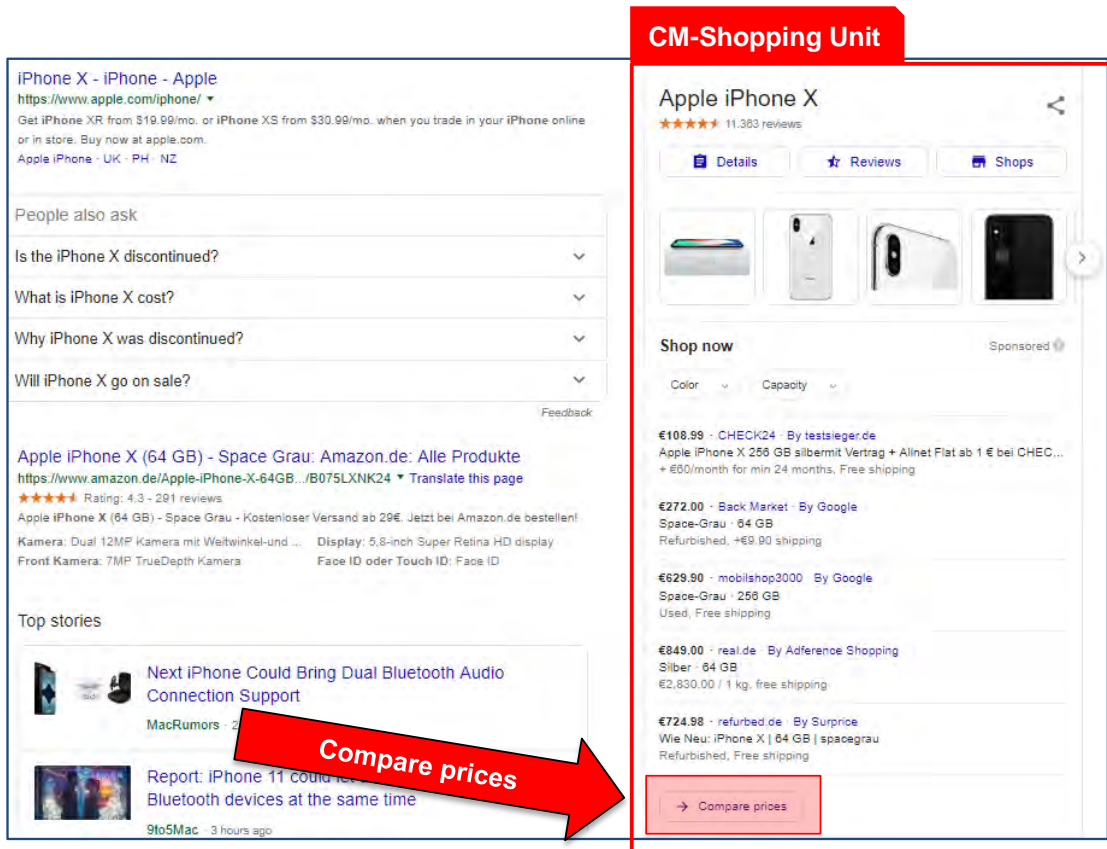 CM-Shopping Unit
iPhone X - iPhone - Apple
https://www.apple.com/iphone/
Get iPhone XR from $19.99/mo. or iPhone XS from $30.99/mo. when you trade in your iPhone online
or in store. Buy now at apple.com.
Apple iPhone · UK · PH · NZ
People also ask
Is the iPhone X discontinued?
What is iPhone X cost?
Why iPhone X was discontinued?
Will iPhone X go on sale?
Feedback
Apple iPhone X (64 GB) - Space Grau: Amazon.de: Alle Produkte
https://www.amazon.de/Apple-iPhone-X-64GB.../B075LXNK24 Translate this page
Rating: 4.3 - 291 reviews
Apple iPhone X (64 GB) - Space Grau - Kostenloser Versand ab 29€. Jetzt bei Amazon.de bestellen!
Kamera: Dual 12MP Kamera mit Weitwinkel-und ... Display: 5,8-inch Super Retina HD display
Front Kamera: 7MP TrueDepth Kamera Face ID oder Touch ID: Face ID
Top stories
Next iPhone Could Bring Dual Bluetooth Audio
Connection Support
MacRumors · 2
Report: iPhone 11 could
Bluetooth devices at the same time
9to5Mac · 3 hours ago
Compare prices
Apple iPhone X
11.383 reviews
Details
Reviews
Shops
Shop now
Sponsored
Color
Capacity
€108.99 · CHECK24 · By testsieger.de
Apple iPhone X 256 GB silbermit Vertrag + Allnet Flat ab 1 € bei CHEC...
+ €60/month for min 24 months, Free shipping
€272.00 · Back Market · By Google
Space-Grau · 64 GB
Refurbished, +€9.90 shipping
€629.90 · mobilshop3000 By Google
Space-Grau · 256 GB
Used, Free shipping
€849.00 · real.de · By Adference Shopping
Silber · 64 GB
€2,830.00 / 1 kg, free shipping
€724.98 · refurbed.de · By Surprice
Wie Neu: iPhone X | 64 GB | spacegrau
Refurbished, Free shipping
→ Compare prices